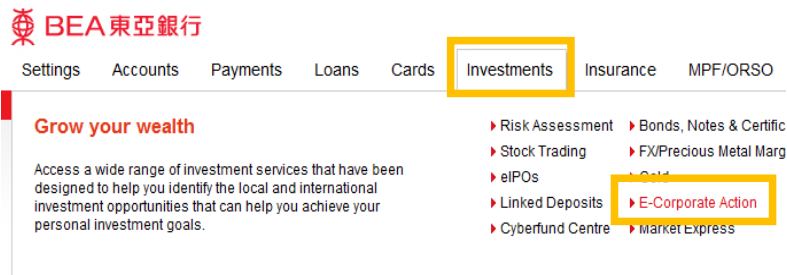 BEA東亞銀行
Settings Accounts Payments Loans Cards Investments Insurance MPF/ORSO
Grow your wealth
Access a wide range of investment services that have been
designed to help you identify the local and international
investment opportunities that can help you achieve your
personal investment goals.
Risk Assessment
Stock Trading
eIPOs
Linked Deposits
Cyberfund Centre
Bonds, Notes & Certific
FX/Precious Metal Marg
Gold
E-Corporate Action
Market Express